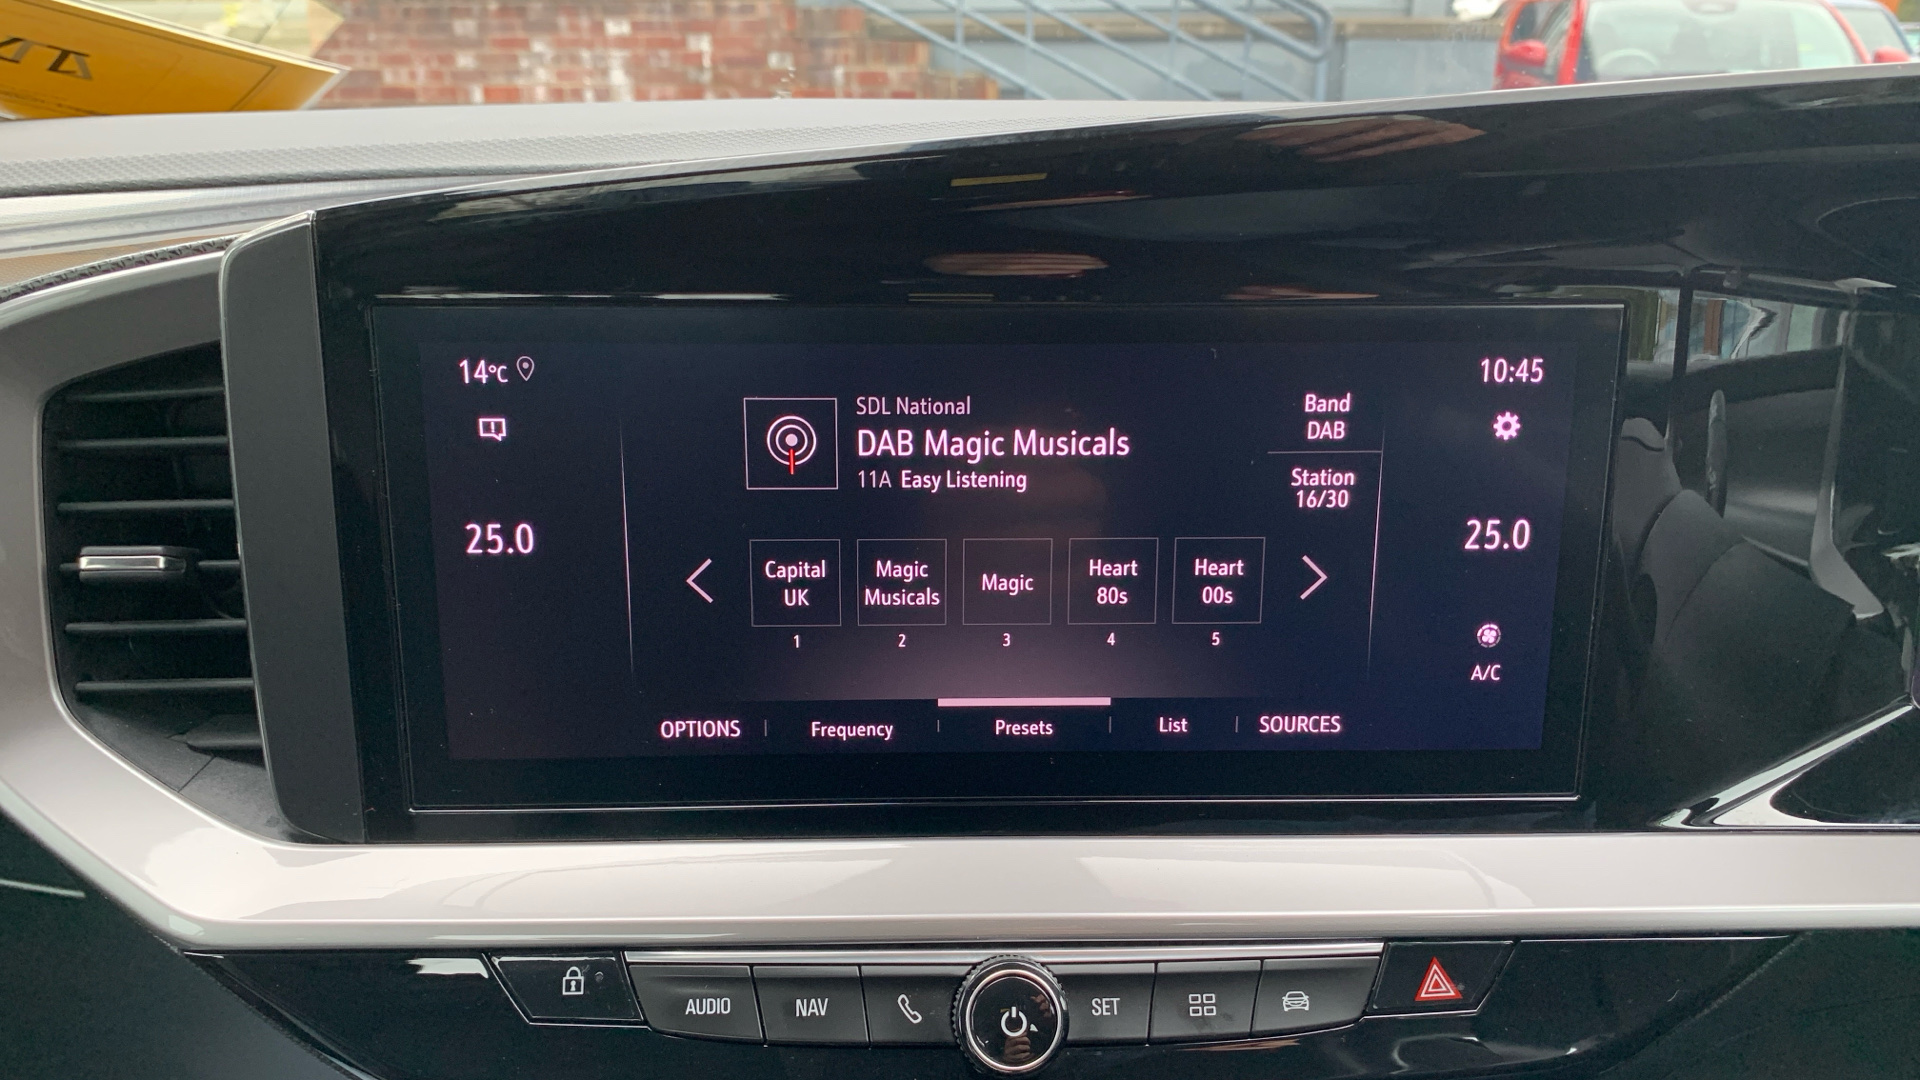 14°C
10:45
SDL National
DAB Magic Musicals
11A Easy Listening
Band
DAB
Station
16/30
25.0
25.0
Capital
UK
Magic
Musicals
Magic
Heart
80s
Heart
00s
1
2
3
4
5
A/C
OPTIONS
Frequency
Presets
List
SOURCES
AUDIO
NAV
SET